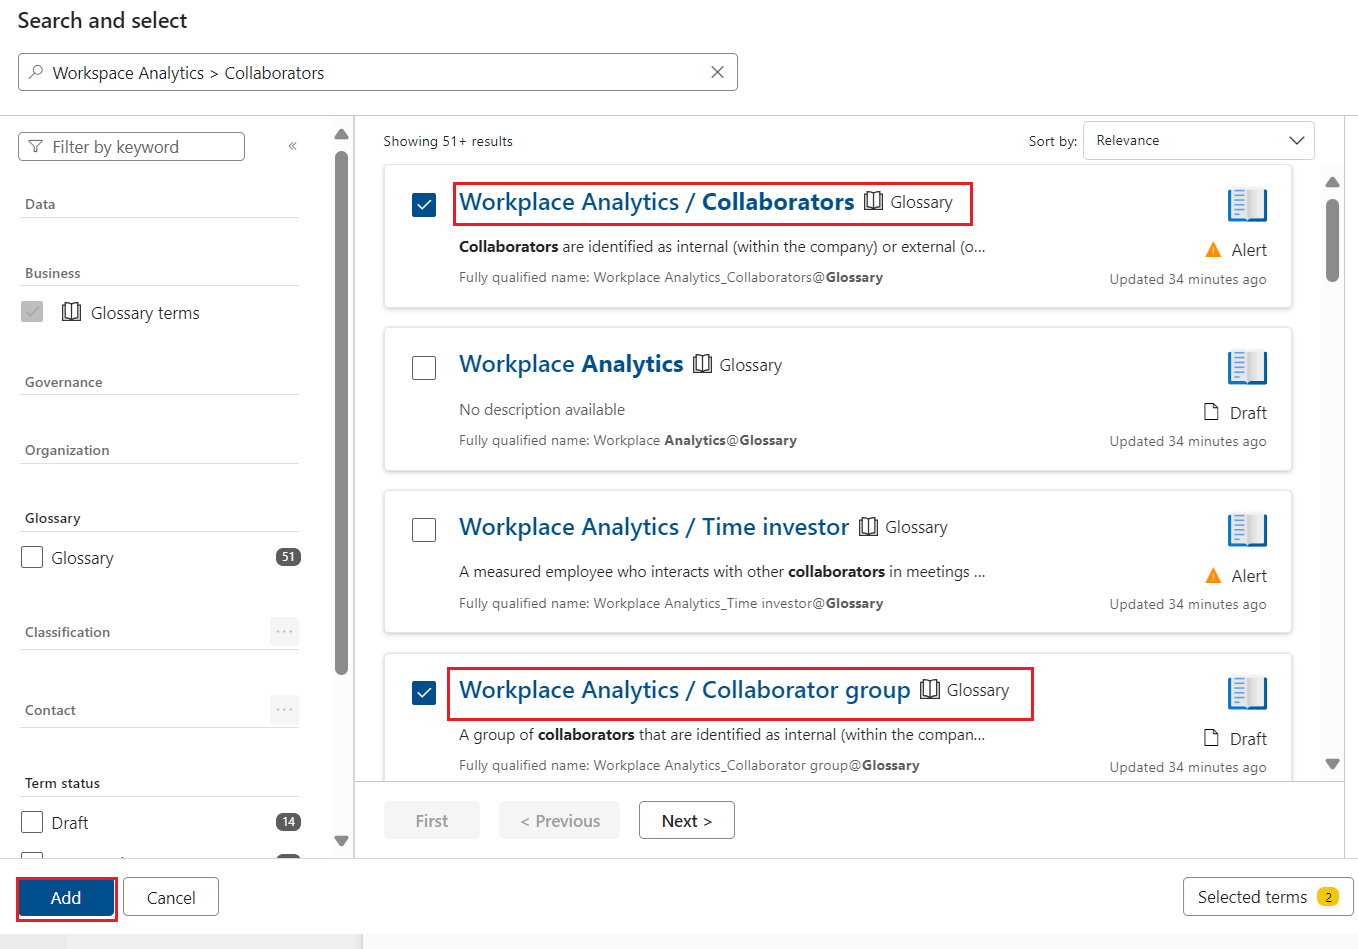 Search and select
Workspace Analytics > Collaborators
Filter by keyword
«
Data
Business
Glossary terms
Governance
Organization
Glossary
Glossary 51
Classification ...
Contact ...
Term status
Draft 14
Showing 51+ results
Sort by: Relevance
Workplace Analytics / Collaborators Glossary
Collaborators are identified as internal (within the company) or external (o...
Alert
Fully qualified name: Workplace Analytics_Collaborators@Glossary
Updated 34 minutes ago
Workplace Analytics Glossary
No description available
Draft
Fully qualified name: Workplace Analytics@Glossary
Updated 34 minutes ago
Workplace Analytics / Time investor Glossary
A measured employee who interacts with other collaborators in meetings ...
Alert
Fully qualified name: Workplace Analytics_Time investor@Glossary
Updated 34 minutes ago
Workplace Analytics / Collaborator group Glossary
A group of collaborators that are identified as internal (within the compan...
Draft
Fully qualified name: Workplace Analytics_Collaborator group@Glossary
Updated 34 minutes ago
First
< Previous
Next >
Add
Cancel
Selected terms 2